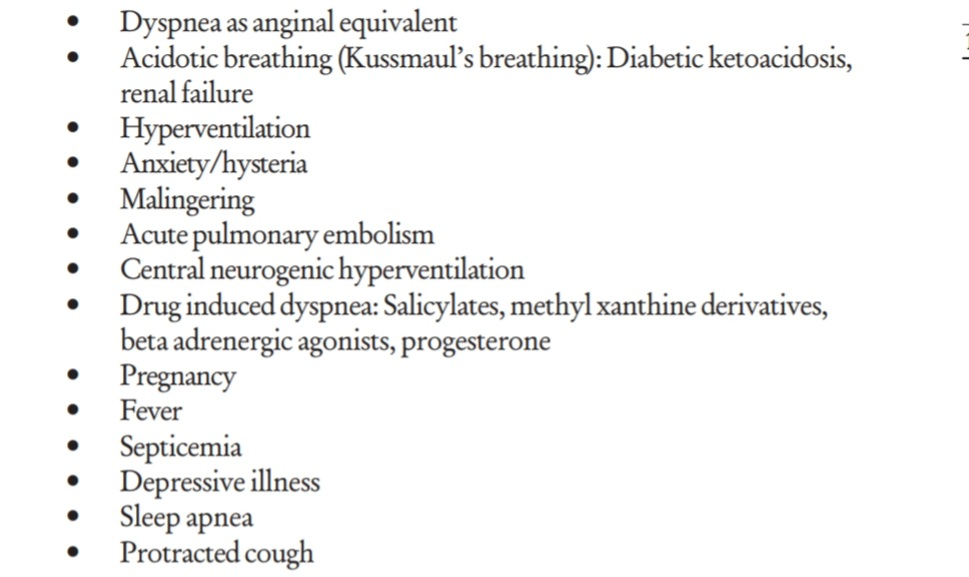 • Dyspnea as anginal equivalent
• Acidotic breathing (Kussmaul’s breathing): Diabetic ketoacidosis,
renal failure
• Hyperventilation
• Anxiety/hysteria
• Malingering
• Acute pulmonary embolism
• Central neurogenic hyperventilation
• Drug induced dyspnea: Salicylates, methyl xanthine derivatives,
beta adrenergic agonists, progesterone
• Pregnancy
• Fever
• Septicemia
• Depressive illness
• Sleep apnea
• Protracted cough